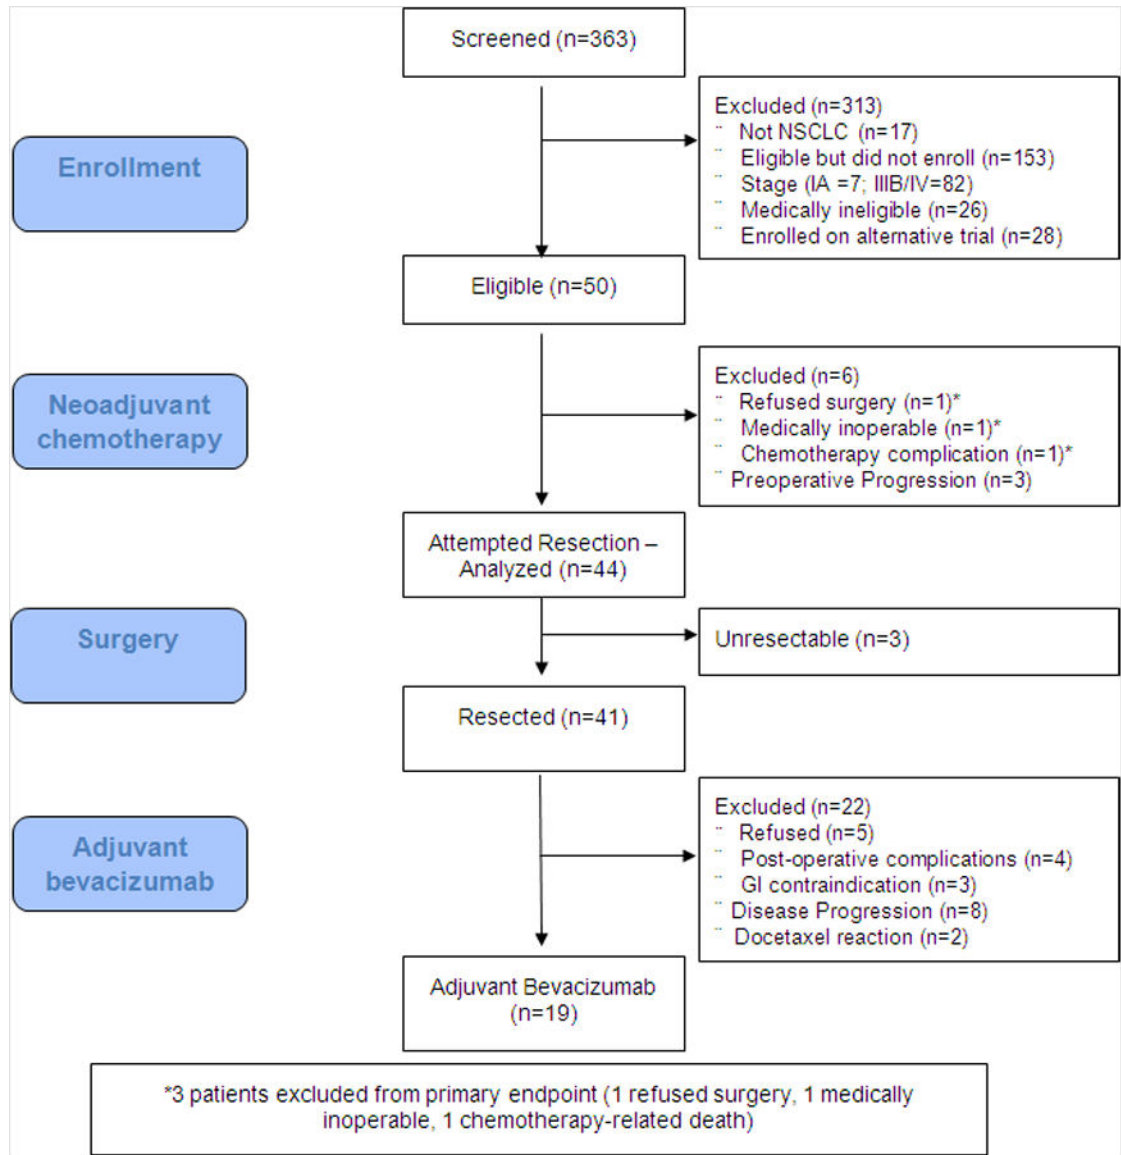 Screened (n=363)
Excluded (n=313)
¨ Not NSCLC (n=17)
¨ Eligible but did not enroll (n=153)
¨ Stage (IA =7; IIIB/IV=82)
¨ Medically ineligible (n=26)
¨ Enrolled on alternative trial (n=28)
Enrollment
Eligible (n=50)
Neoadjuvant
chemotherapy
Excluded (n=6)
¨ Refused surgery (n=1)*
¨ Medically inoperable (n=1)*
¨ Chemotherapy complication (n=1)*
¨ Preoperative Progression (n=3)
Attempted Resection –
Analyzed (n=44)
Surgery
Unresectable (n=3)
Resected (n=41)
Adjuvant
bevacizumab
Excluded (n=22)
¨ Refused (n=5)
¨ Post-operative complications (n=4)
¨ GI contraindication (n=3)
¨ Disease Progression (n=8)
¨ Docetaxel reaction (n=2)
Adjuvant Bevacizumab
(n=19)
*3 patients excluded from primary endpoint (1 refused surgery, 1 medically
inoperable, 1 chemotherapy-related death)